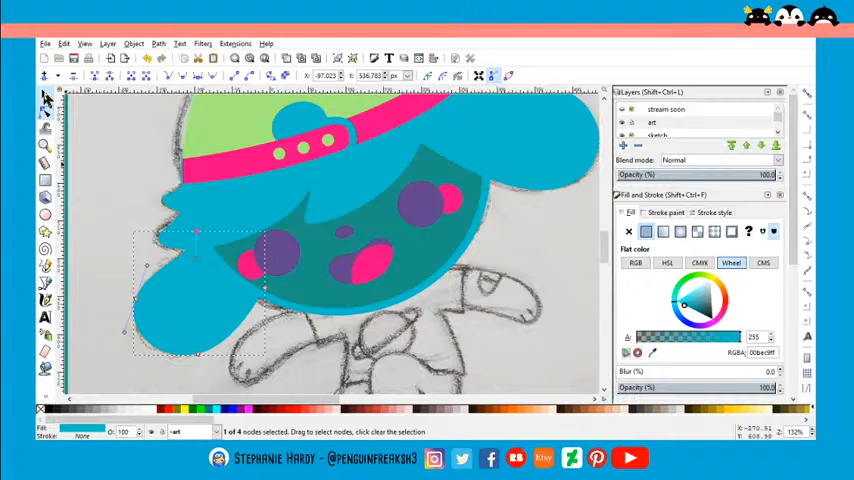 File Edit View Layer Object Path Text Filters Extensions Help
X: -97.023 Y: 536.783 px
Layers (Shift+Ctrl+L)
stream soon
art
sketch
Blend mode: Normal
Opacity (%) 100.0
Fill and Stroke (Shift+Ctrl+F)
Fill Stroke paint Stroke style
Flat color
RGB HSL CMYK Wheel CMS
A: 255
RGBA: 00bec9ff
Blur (%) 0.0
Opacity (%) 100.0
Fill: Stroke: None O: 100 -art 1 of 4 nodes selected. Drag to select nodes, click clear the selection X: -270.91 Y: 608.98 132%
Stephanie Hardy - @penguinfreaksh3 Etsy